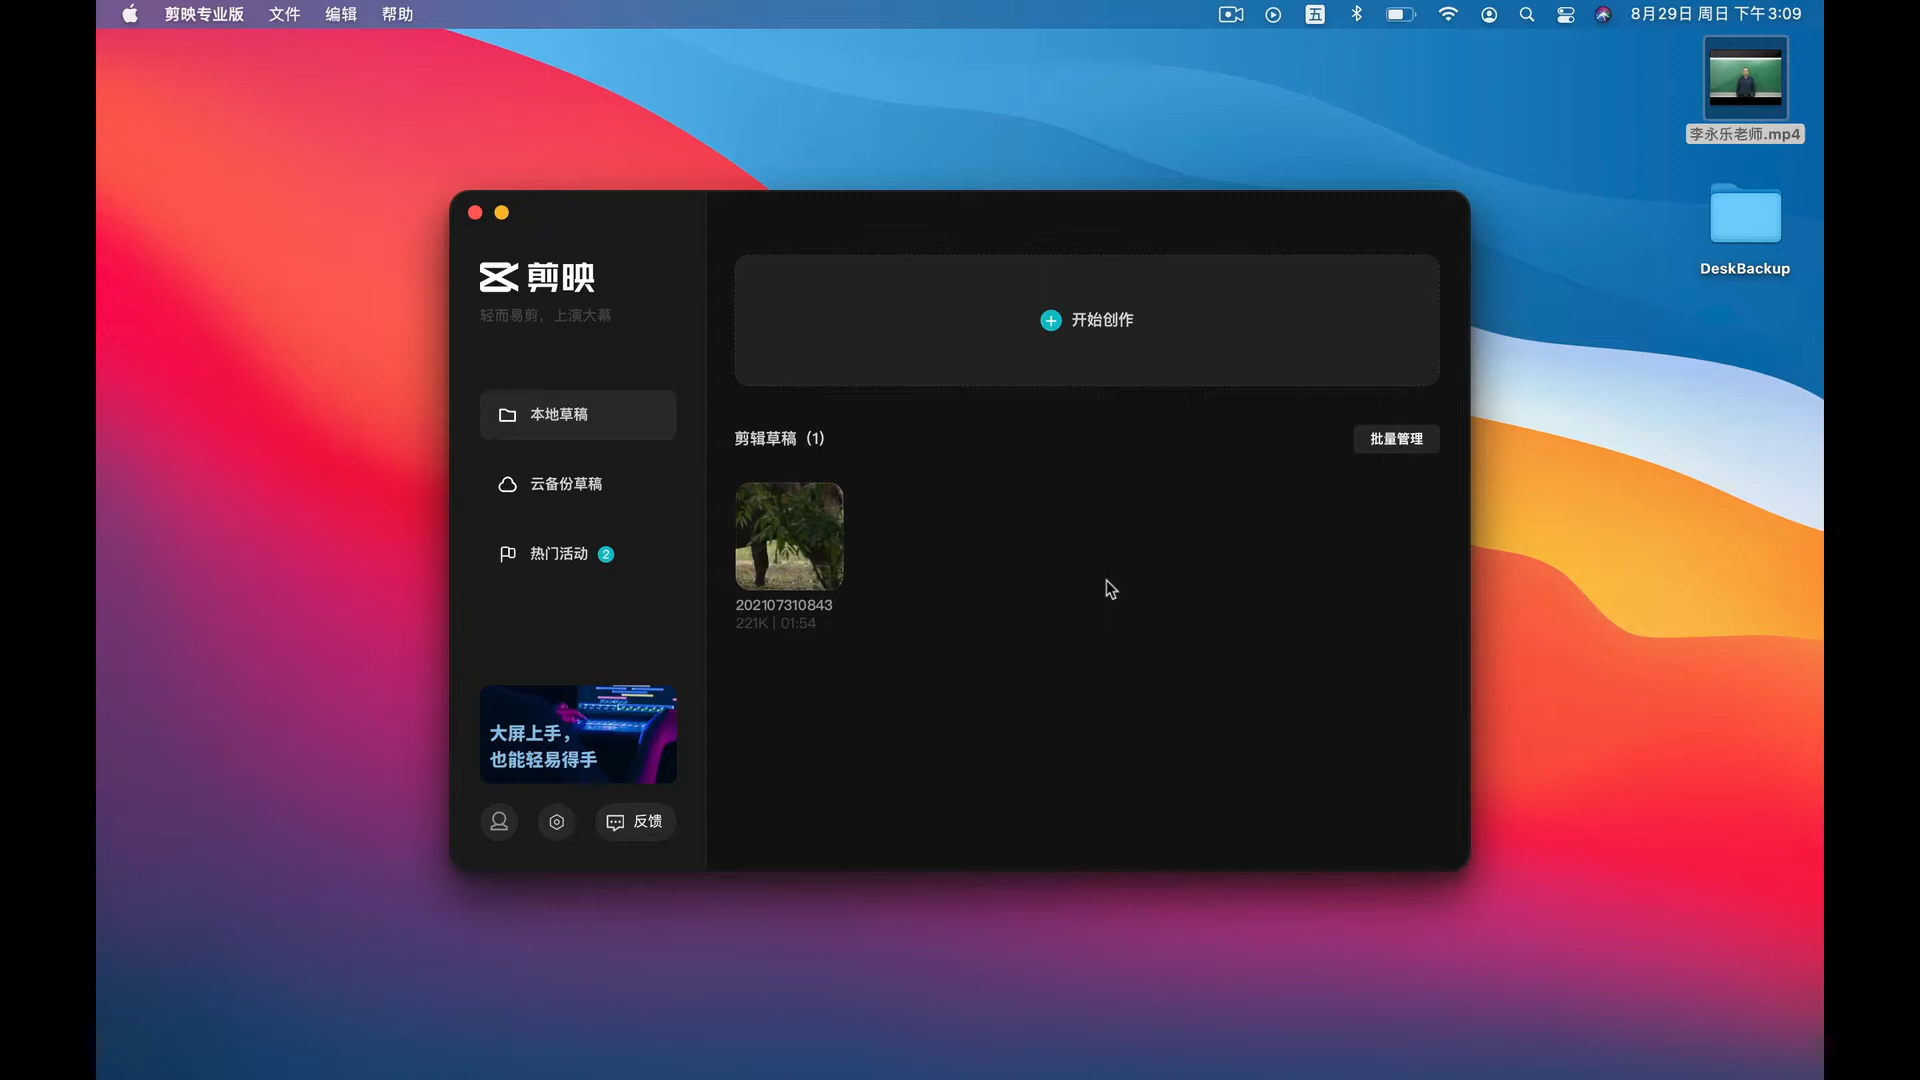 剪映专业版 文件 编辑 帮助
五
8月29日 周日 下午3:09
李永乐老师.mp4
DeskBackup
剪映
轻而易剪，上演大幕
本地草稿
云备份草稿
热门活动 2
大屏上手，
也能轻易得手
反馈
开始创作
剪辑草稿（1）
批量管理
202107310843
221K | 01:54